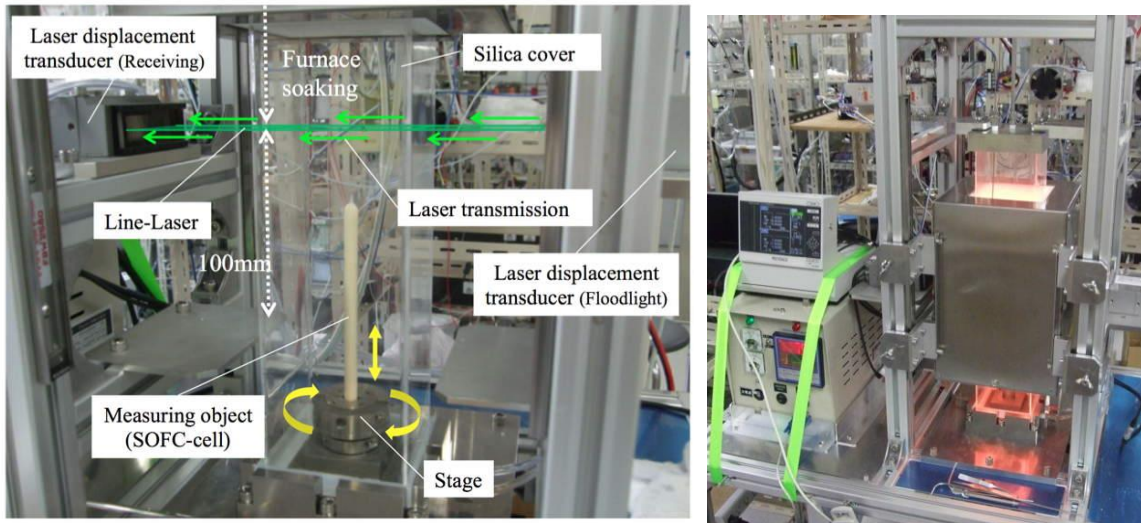 Laser displacement
transducer (Receiving)
Furnace
soaking
Silica cover
Line-Laser
Laser transmission
100mm
Laser displacement
transducer (Floodlight)
Measuring object
(SOFC-cell)
Stage